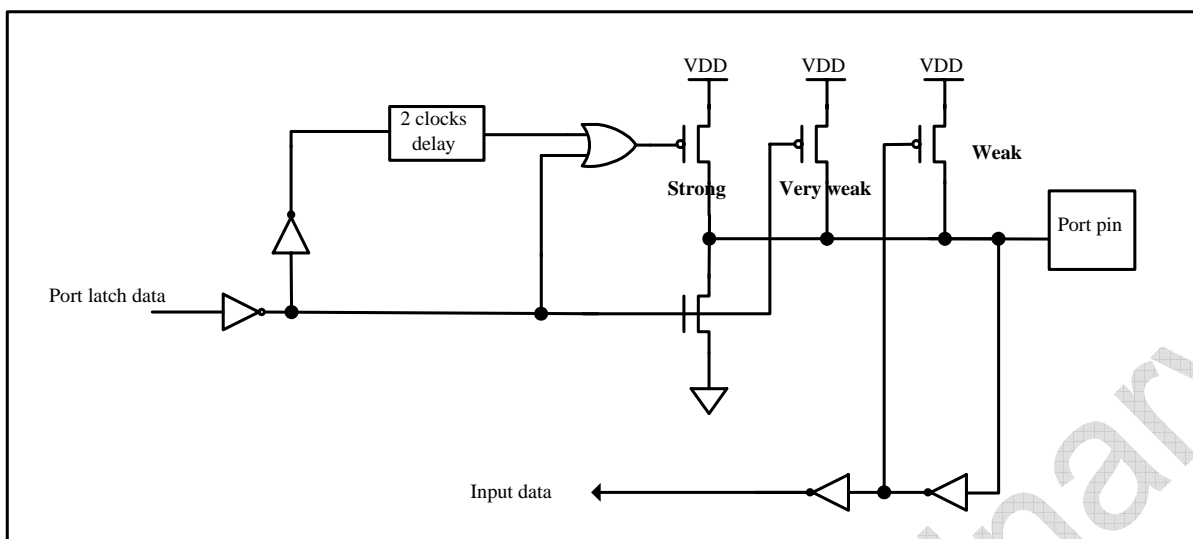 VDD
VDD
VDD
2 clocks
delay
Weak
Strong
Very weak
Port pin
Port latch data
Input data